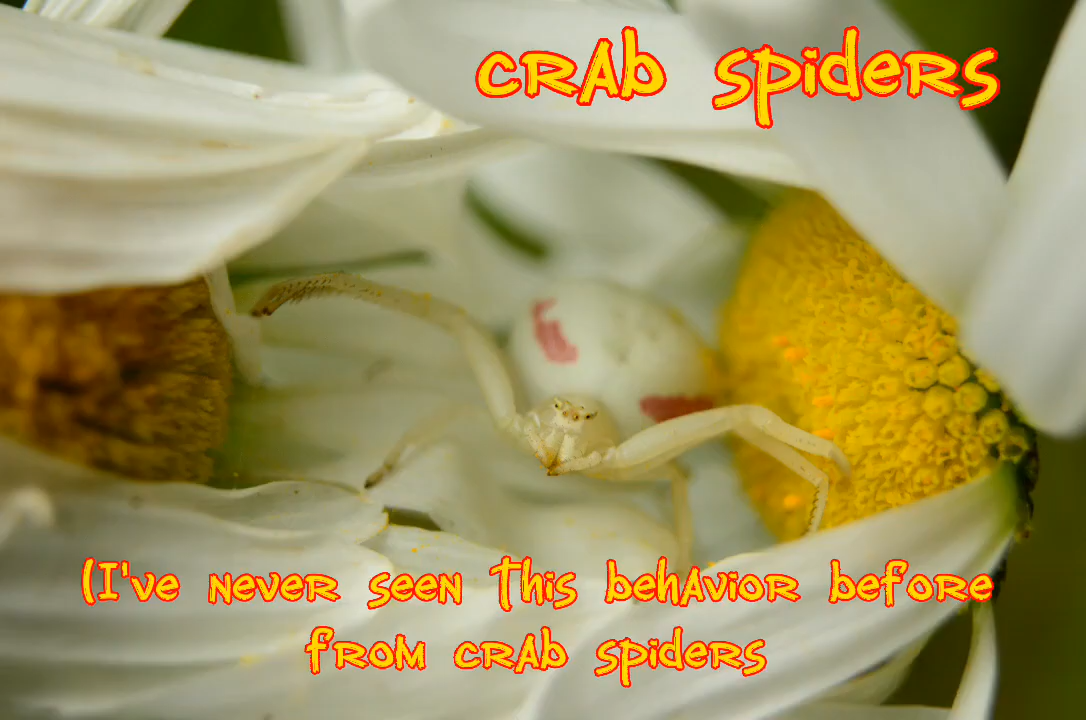 crab spiders
(I've never seen this behavior before
from crab spiders